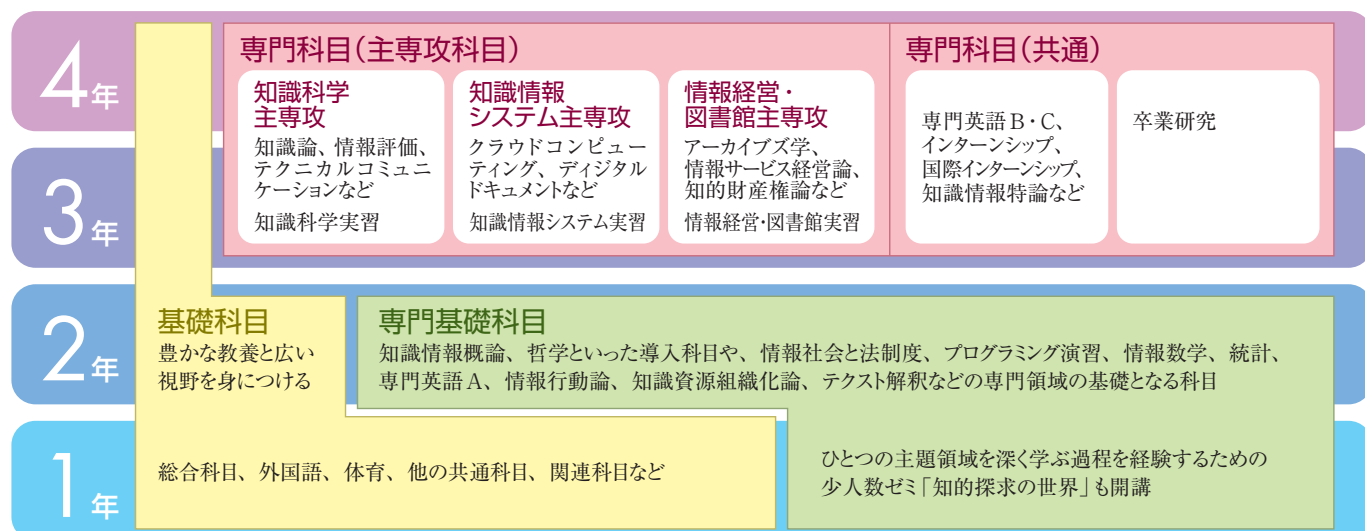 4年
専門科目(主専攻科目)
知識科学
主専攻
知識論、情報評価、
テクニカルコミュニ
ケーションなど
知識科学実習
知識情報
システム主専攻
クラウドコンピュー
ティング、ディジタル
ドキュメントなど
知識情報システム実習
情報経営・
図書館主専攻
アーカイブズ学、
情報サービス経営論、
知的財産権論など
情報経営・図書館実習
専門科目(共通)
専門英語B・C、
インターンシップ、
国際インターンシップ、
知識情報特論など
卒業研究
3年
2年
基礎科目
豊かな教養と広い
視野を身につける
専門基礎科目
知識情報概論、哲学といった導入科目や、情報社会と法制度、プログラミング演習、情報数学、統計、
専門英語A、情報行動論、知識資源組織化論、テクスト解釈などの専門領域の基礎となる科目
1年
総合科目、外国語、体育、他の共通科目、関連科目など
ひとつの主題領域を深く学ぶ過程を経験するための
少人数ゼミ「知的探求の世界」も開講